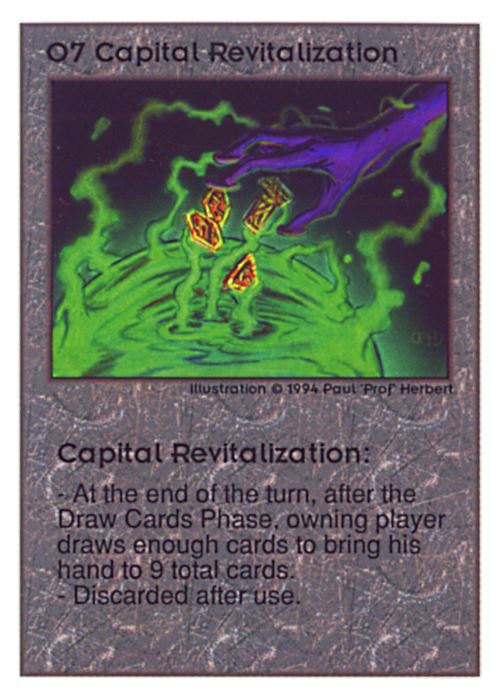 07 Capital Revitalization
Illustration © 1994 Paul 'Prof' Herbert
Capital Revitalization:
- At the end of the turn, after the
Draw Cards Phase, owning player
draws enough cards to bring his
hand to 9 total cards.
- Discarded after use.